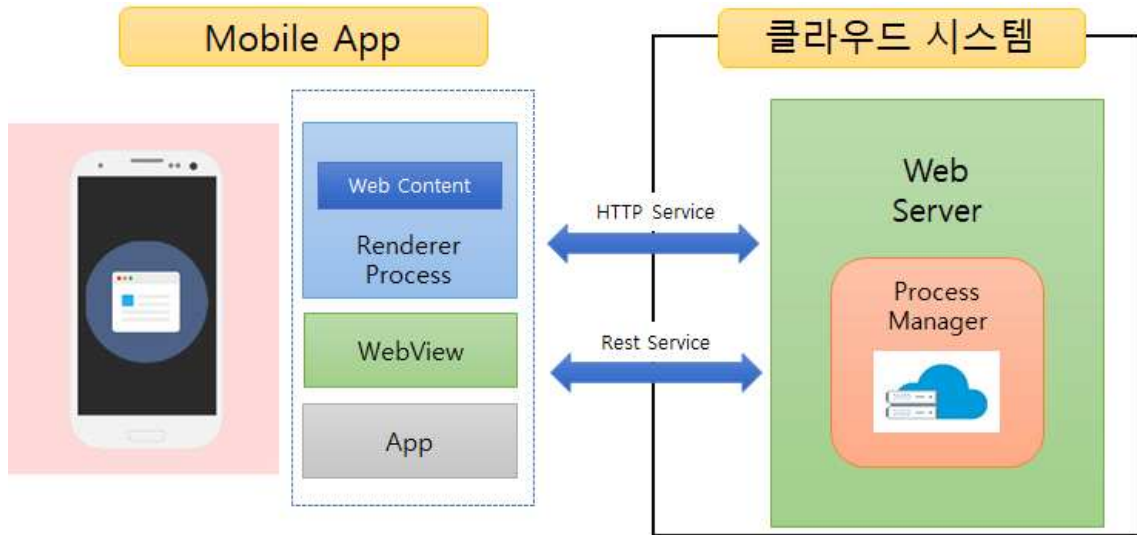 Mobile App
클라우드 시스템
Web Content
Renderer
Process
WebView
App
HTTP Service
Rest Service
Web
Server
Process
Manager